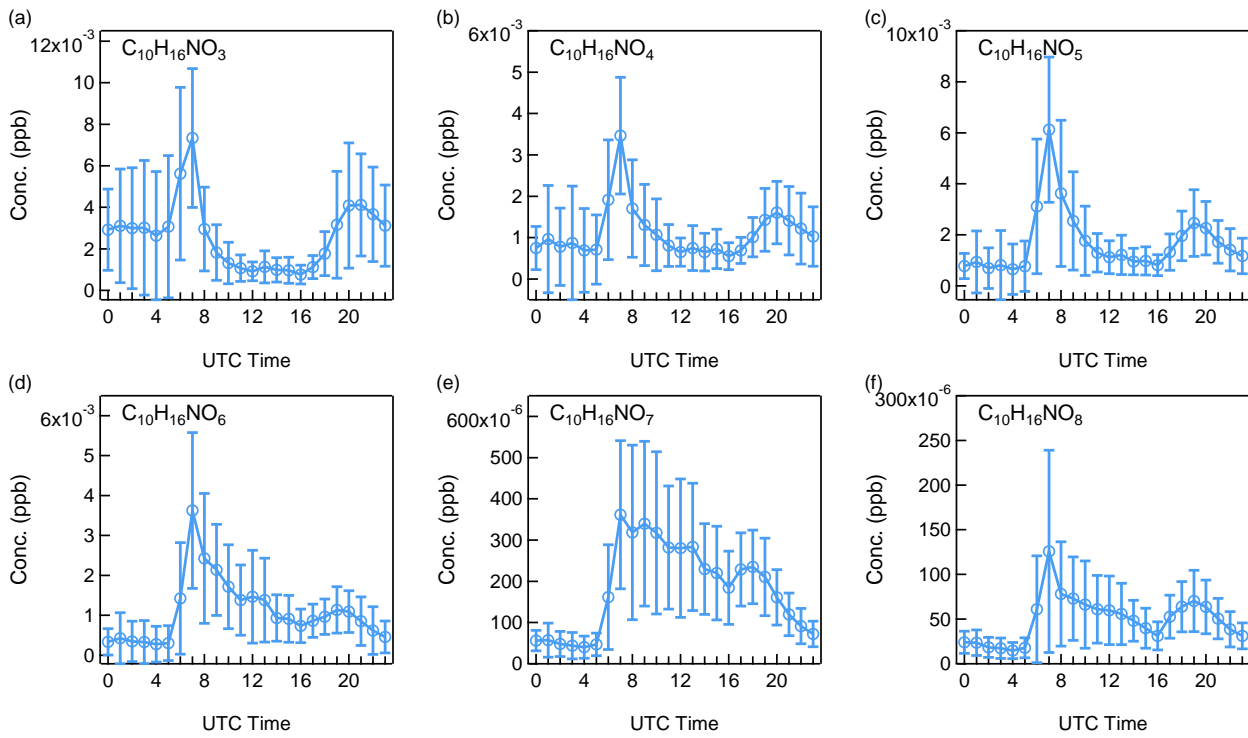 (a)
C₁₀H₁₆NO₃
12x10⁻³
10
8
6
4
2
0
Conc. (ppb)
0 4 8 12 16 20
UTC Time
(b)
C₁₀H₁₆NO₄
6x10⁻³
5
4
3
2
1
0
Conc. (ppb)
0 4 8 12 16 20
UTC Time
(c)
C₁₀H₁₆NO₅
10x10⁻³
8
6
4
2
0
Conc. (ppb)
0 4 8 12 16 20
UTC Time
(d)
C₁₀H₁₆NO₆
6x10⁻³
5
4
3
2
1
0
Conc. (ppb)
0 4 8 12 16 20
UTC Time
(e)
C₁₀H₁₆NO₇
600x10⁻⁶
500
400
300
200
100
0
Conc. (ppb)
0 4 8 12 16 20
UTC Time
(f)
C₁₀H₁₆NO₈
300x10⁻⁶
250
200
150
100
50
0
Conc. (ppb)
0 4 8 12 16 20
UTC Time